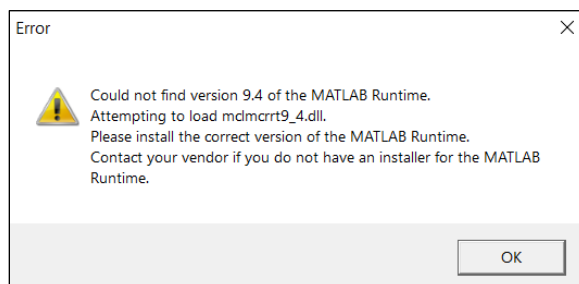 Error
Could not find version 9.4 of the MATLAB Runtime.
Attempting to load mclmcrrt9_4.dll.
Please install the correct version of the MATLAB Runtime.
Contact your vendor if you do not have an installer for the MATLAB
Runtime.
OK